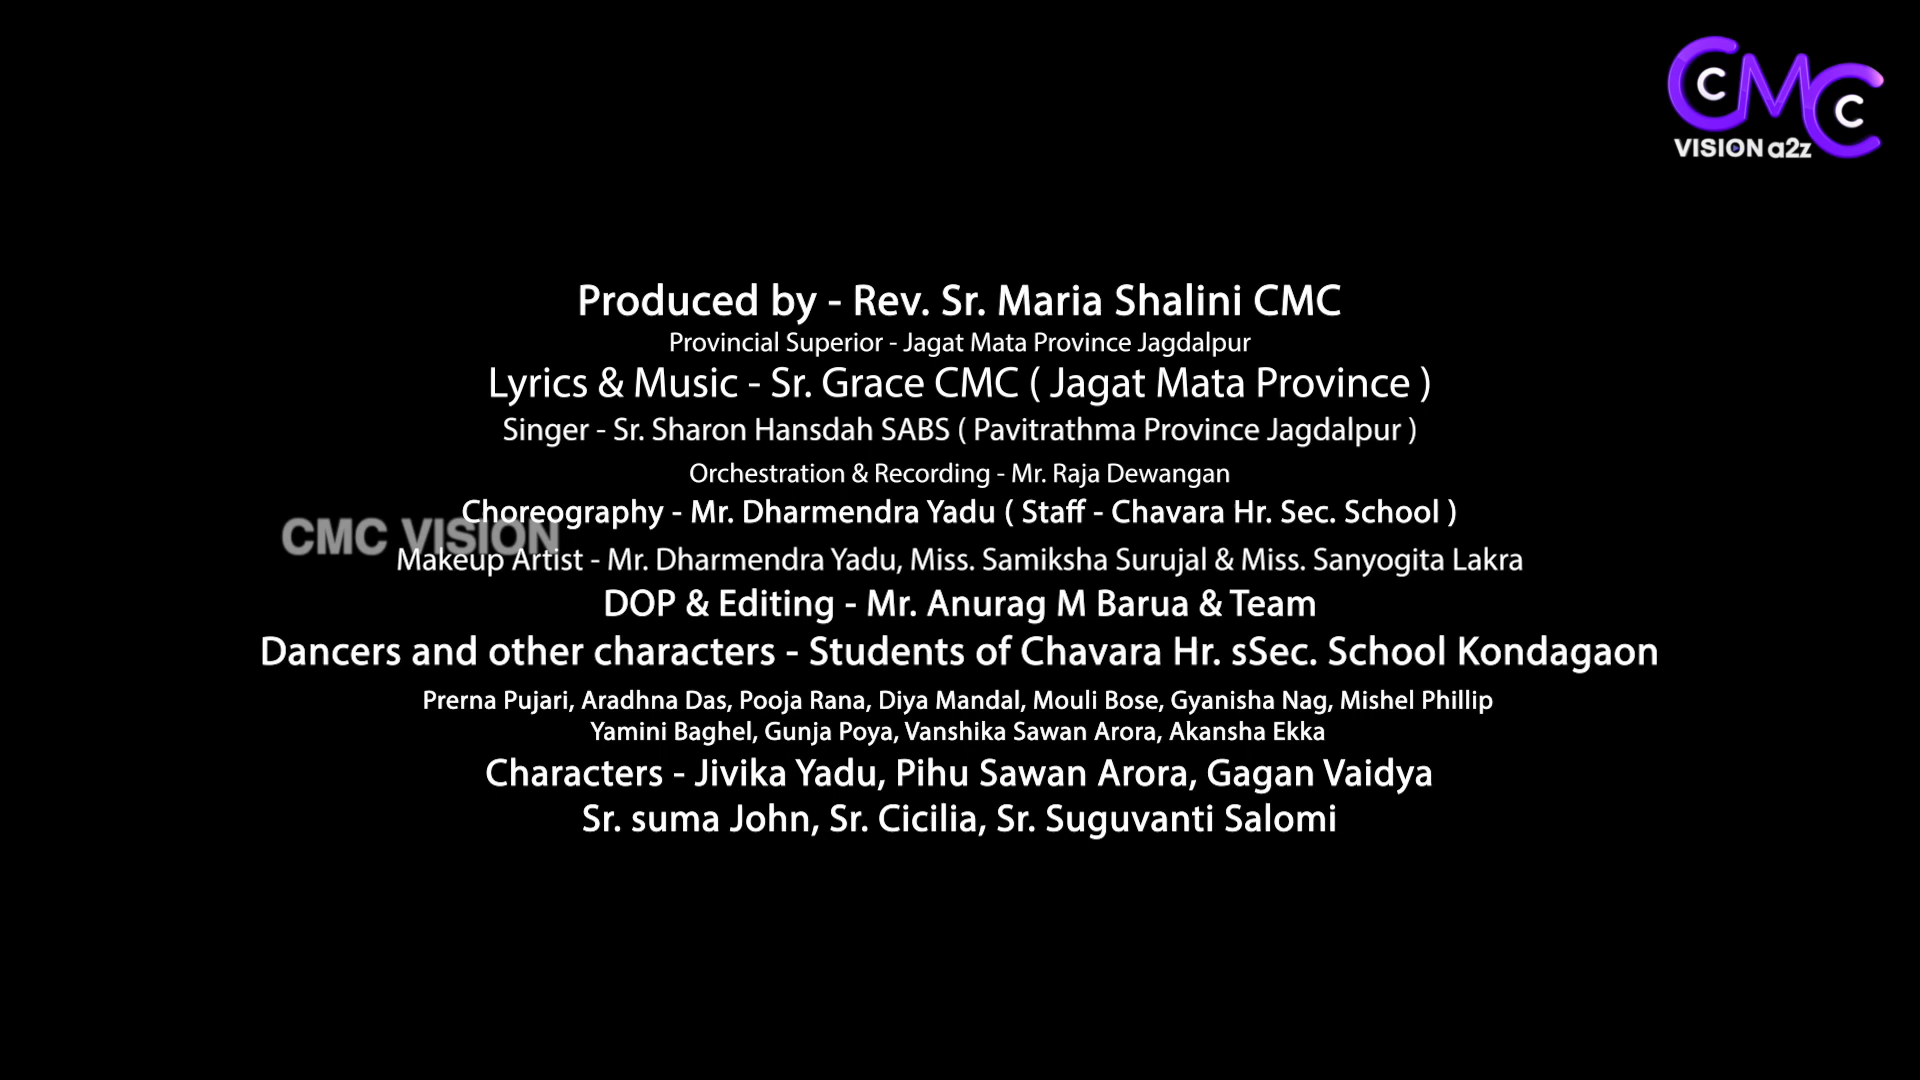 CMC
C C
VISION a2z
Produced by - Rev. Sr. Maria Shalini CMC
Provincial Superior - Jagat Mata Province Jagdalpur
Lyrics & Music - Sr. Grace CMC ( Jagat Mata Province )
Singer - Sr. Sharon Hansdah SABS ( Pavitrathma Province Jagdalpur )
Orchestration & Recording - Mr. Raja Dewangan
Choreography - Mr. Dharmendra Yadu ( Staff - Chavara Hr. Sec. School )
CMC VISION
Makeup Artist - Mr. Dharmendra Yadu, Miss. Samiksha Surujal & Miss. Sanyogita Lakra
DOP & Editing - Mr. Anurag M Barua & Team
Dancers and other characters - Students of Chavara Hr. sSec. School Kondagaon
Prerna Pujari, Aradhna Das, Pooja Rana, Diya Mandal, Mouli Bose, Gyanisha Nag, Mishel Phillip
Yamini Baghel, Gunja Poya, Vanshika Sawan Arora, Akansha Ekka
Characters - Jivika Yadu, Pihu Sawan Arora, Gagan Vaidya
Sr. suma John, Sr. Cicilia, Sr. Suguvanti Salomi